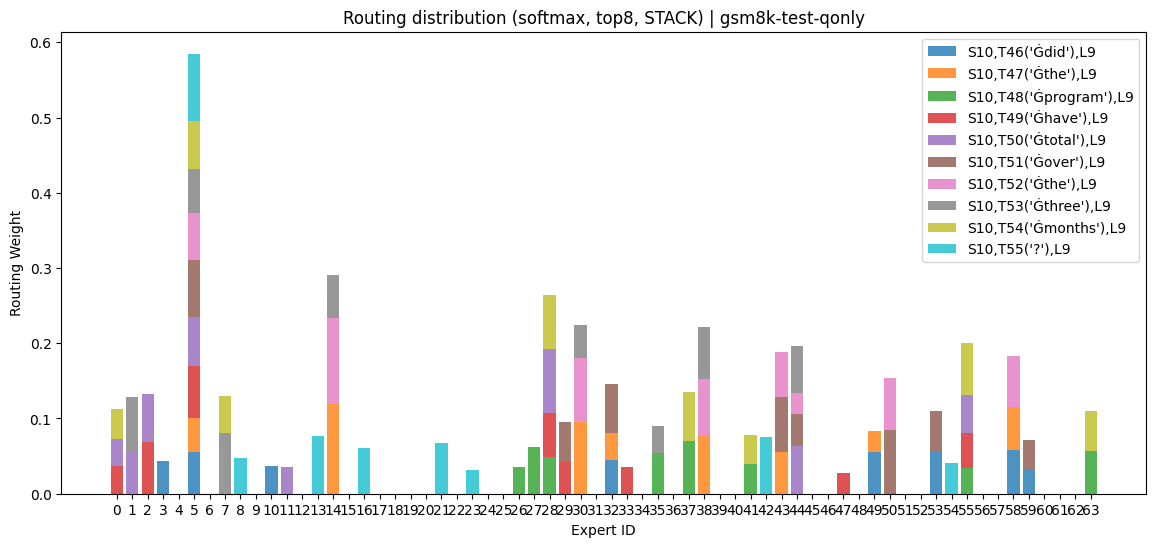 Routing distribution (softmax, top8, STACK) | gsm8k-test-qonly
S10,T46('Ġdid'),L9
S10,T47('Ġthe'),L9
S10,T48('Ġprogram'),L9
S10,T49('Ġhave'),L9
S10,T50('Ġtotal'),L9
S10,T51('Ġover'),L9
S10,T52('Ġthe'),L9
S10,T53('Ġthree'),L9
S10,T54('Ġmonths'),L9
S10,T55('?'),L9
0.6
0.5
0.4
0.3
0.2
0.1
0.0
Routing Weight
0 1 2 3 4 5 6 7 8 9 10 11 12 13 14 15 16 17 18 19 20 21 22 23 24 25 26 27 28 29 30 31 32 33 34 35 36 37 38 39 40 41 42 43 44 45 46 47 48 49 50 51 52 53 54 55 56 57 58 59 60 61 62 63
Expert ID